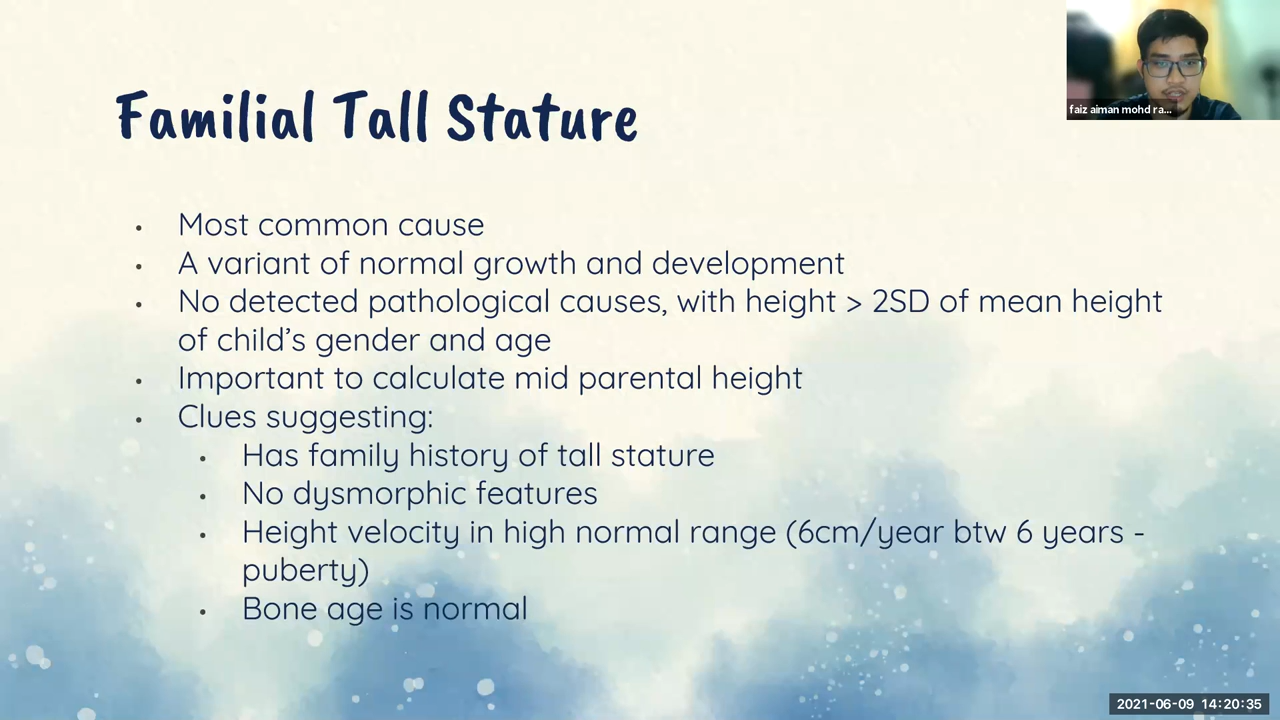 Familial Tall Stature
faiz aiman mohd ra...
• Most common cause
• A variant of normal growth and development
• No detected pathological causes, with height > 2SD of mean height
of child's gender and age
• Important to calculate mid parental height
• Clues suggesting:
• Has family history of tall stature
• No dysmorphic features
• Height velocity in high normal range (6cm/year btw 6 years -
puberty)
• Bone age is normal
2021-06-09 14:20:35